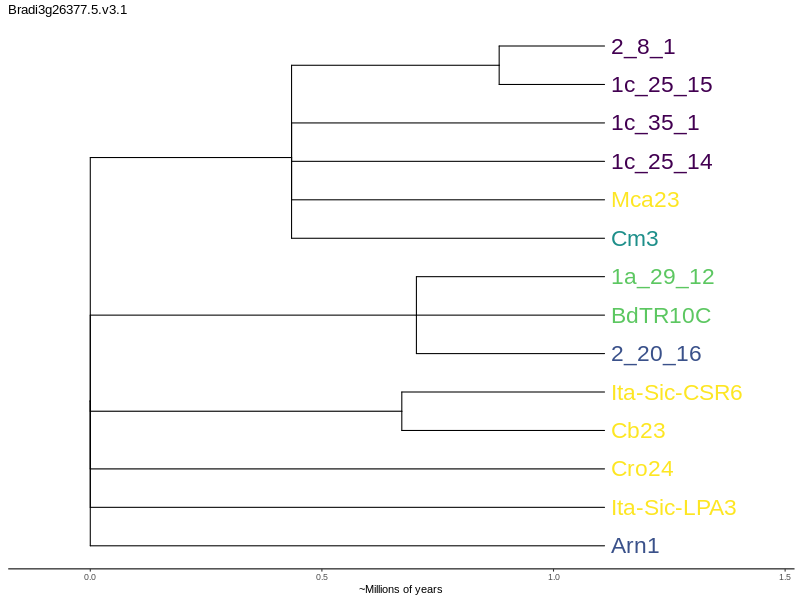 Bradi3g26377.5.v3.1
2_8_1
1c_25_15
1c_35_1
1c_25_14
Mca23
Cm3
1a_29_12
BdTR10C
2_20_16
Ita-Sic-CSR6
Cb23
Cro24
Ita-Sic-LPA3
Arn1
0.0 0.5 1.0 1.5
~Millions of years